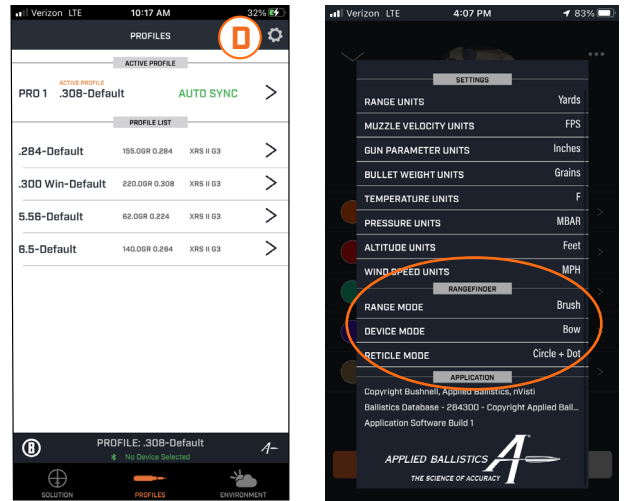 Verizon LTE 10:17 AM 32%
PROFILES
D
ACTIVE PROFILE
ACTIVE PROFILE
PRO 1 .308-Default AUTO SYNC
PROFILE LIST
.284-Default 155.0GR 0.284 XRS II G3
.300 Win-Default 220.0GR 0.308 XRS II G3
5.56-Default 62.0GR 0.224 XRS II G3
6.5-Default 140.0GR 0.264 XRS II G3
B
PROFILE: .308-Default
No Device Selected
A
SOLUTION PROFILES ENVIRONMENT
Verizon LTE 4:07 PM 83%
SETTINGS
RANGE UNITS Yards
MUZZLE VELOCITY UNITS FPS
GUN PARAMETER UNITS Inches
BULLET WEIGHT UNITS Grains
TEMPERATURE UNITS F
PRESSURE UNITS MBAR
ALTITUDE UNITS Feet
WIND SPEED UNITS MPH
RANGEFINDER
RANGE MODE Brush
DEVICE MODE Bow
RETICLE MODE Circle + Dot
APPLICATION
Copyright Bushnell, Applied Ballistics, nVisti
Ballistics Database - 284300 - Copyright Applied Ball...
Application Software Build 1
APPLIED BALLISTICS A
THE SCIENCE OF ACCURACY